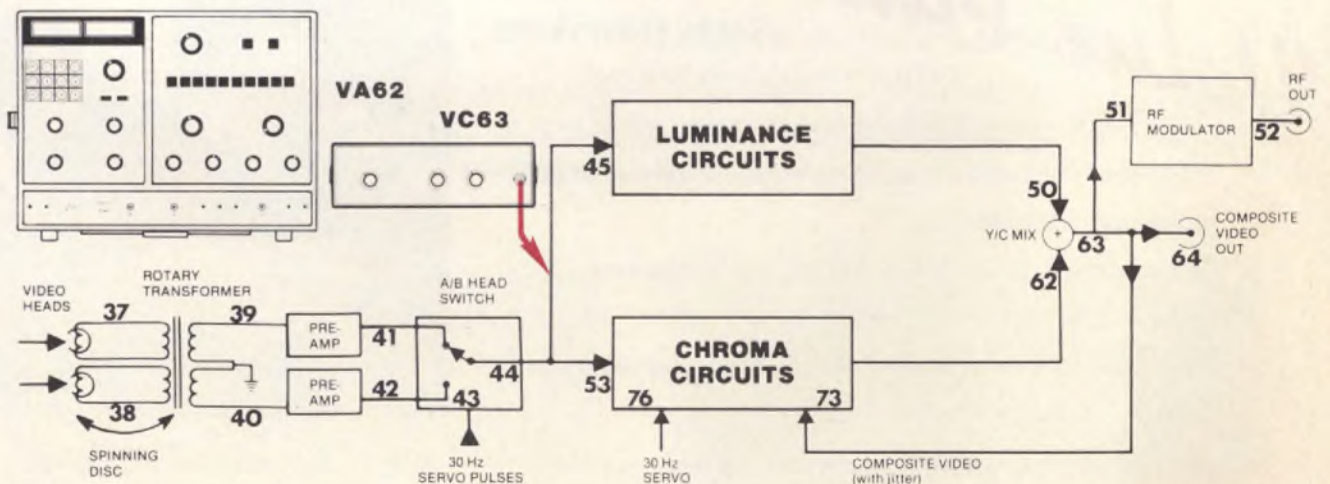 VA62
VC63
LUMINANCE
CIRCUITS
45
51
RF
MODULATOR
52
RF
OUT
50
Y/C MIX
+
63
62
64
COMPOSITE
VIDEO
OUT
VIDEO
HEADS
ROTARY
TRANSFORMER
37
38
39
40
SPINNING
DISC
PRE-
AMP
41
PRE-
AMP
42
A/B HEAD
SWITCH
43
44
30 Hz
SERVO PULSES
53
CHROMA
CIRCUITS
76
73
30 Hz
SERVO
COMPOSITE VIDEO
(with jitter)